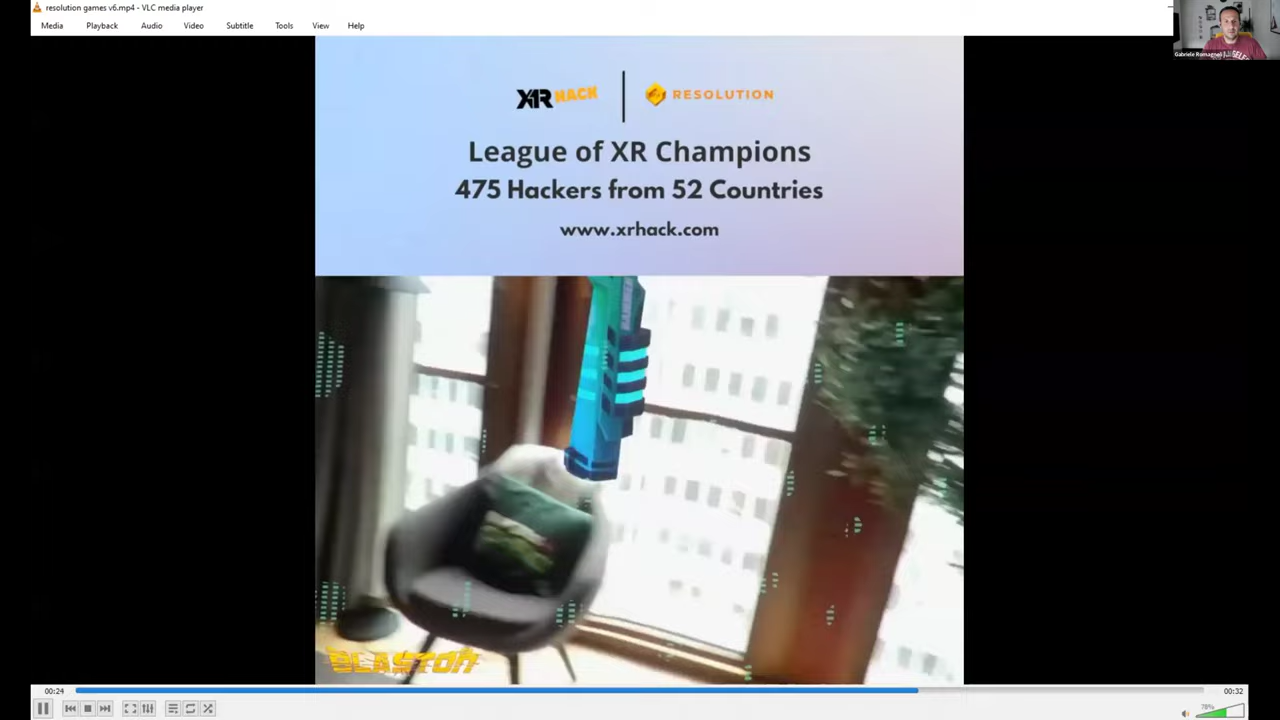 resolution games v6.mp4 - VLC media player
Media Playback Audio Video Subtitle Tools View Help
XR HACK
RESOLUTION
League of XR Champions
475 Hackers from 52 Countries
www.xrhack.com
BLASTON
00:24
00:32
78%